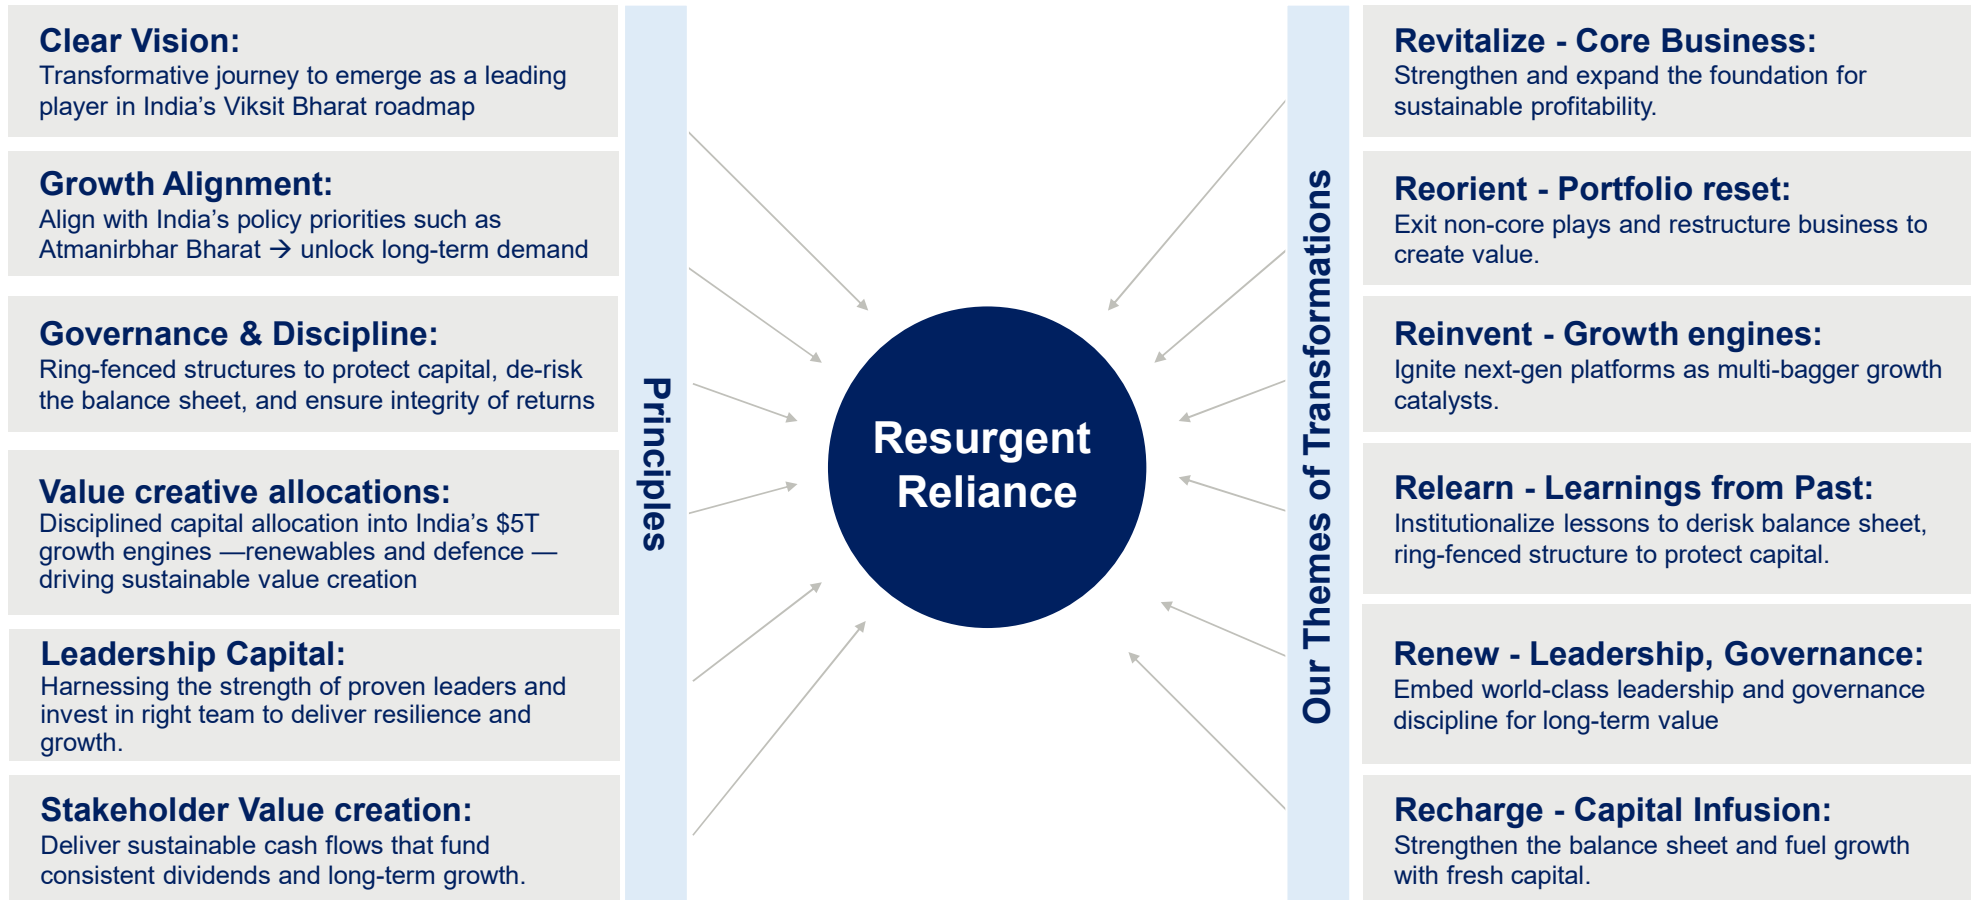 Clear Vision:
Transformative journey to emerge as a leading
player in India’s Viksit Bharat roadmap
Growth Alignment:
Align with India’s policy priorities such as
Atmanirbhar Bharat → unlock long-term demand
Governance & Discipline:
Ring-fenced structures to protect capital, de-risk
the balance sheet, and ensure integrity of returns
Value creative allocations:
Disciplined capital allocation into India’s $5T
growth engines —renewables and defence —
driving sustainable value creation
Leadership Capital:
Harnessing the strength of proven leaders and
invest in right team to deliver resilience and
growth.
Stakeholder Value creation:
Deliver sustainable cash flows that fund
consistent dividends and long-term growth.
Principles
Resurgent
Reliance
Our Themes of Transformations
Revitalize - Core Business:
Strengthen and expand the foundation for
sustainable profitability.
Reorient - Portfolio reset:
Exit non-core plays and restructure business to
create value.
Reinvent - Growth engines:
Ignite next-gen platforms as multi-bagger growth
catalysts.
Relearn - Learnings from Past:
Institutionalize lessons to derisk balance sheet,
ring-fenced structure to protect capital.
Renew - Leadership, Governance:
Embed world-class leadership and governance
discipline for long-term value
Recharge - Capital Infusion:
Strengthen the balance sheet and fuel growth
with fresh capital.